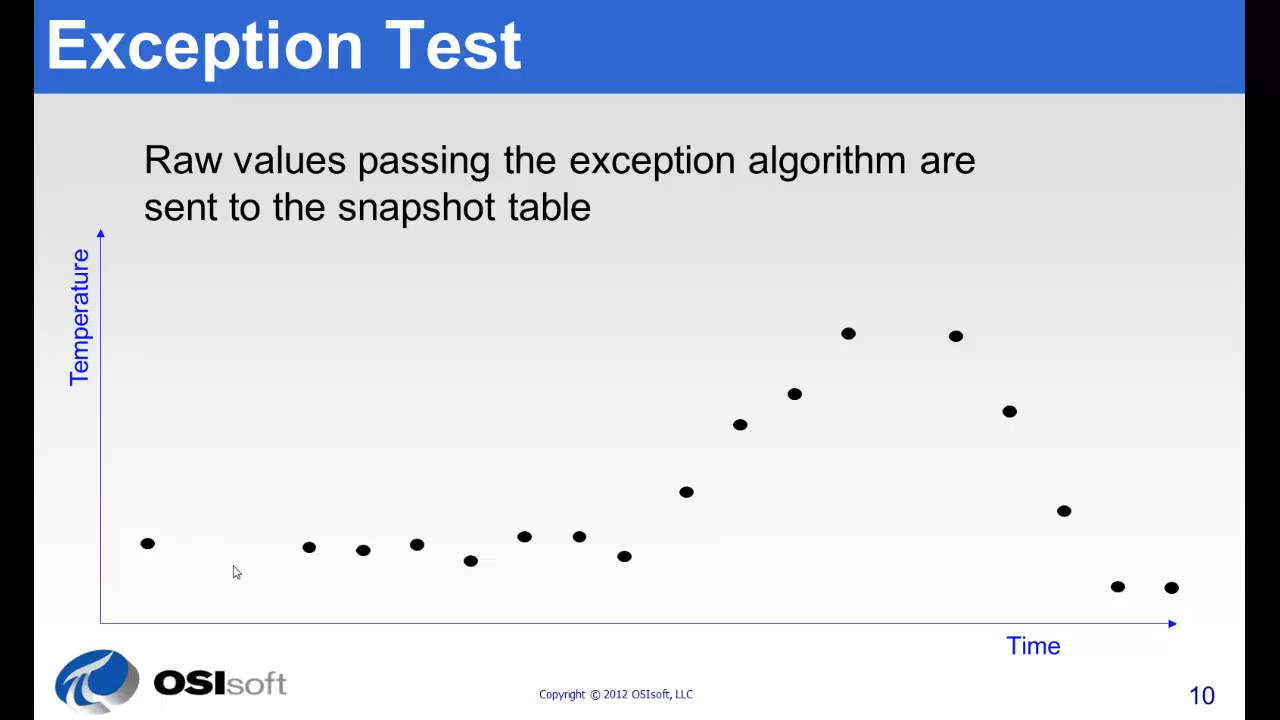 Exception Test
Raw values passing the exception algorithm are
sent to the snapshot table
Temperature
Time
OSIsoft
Copyright © 2012 OSIsoft, LLC
10